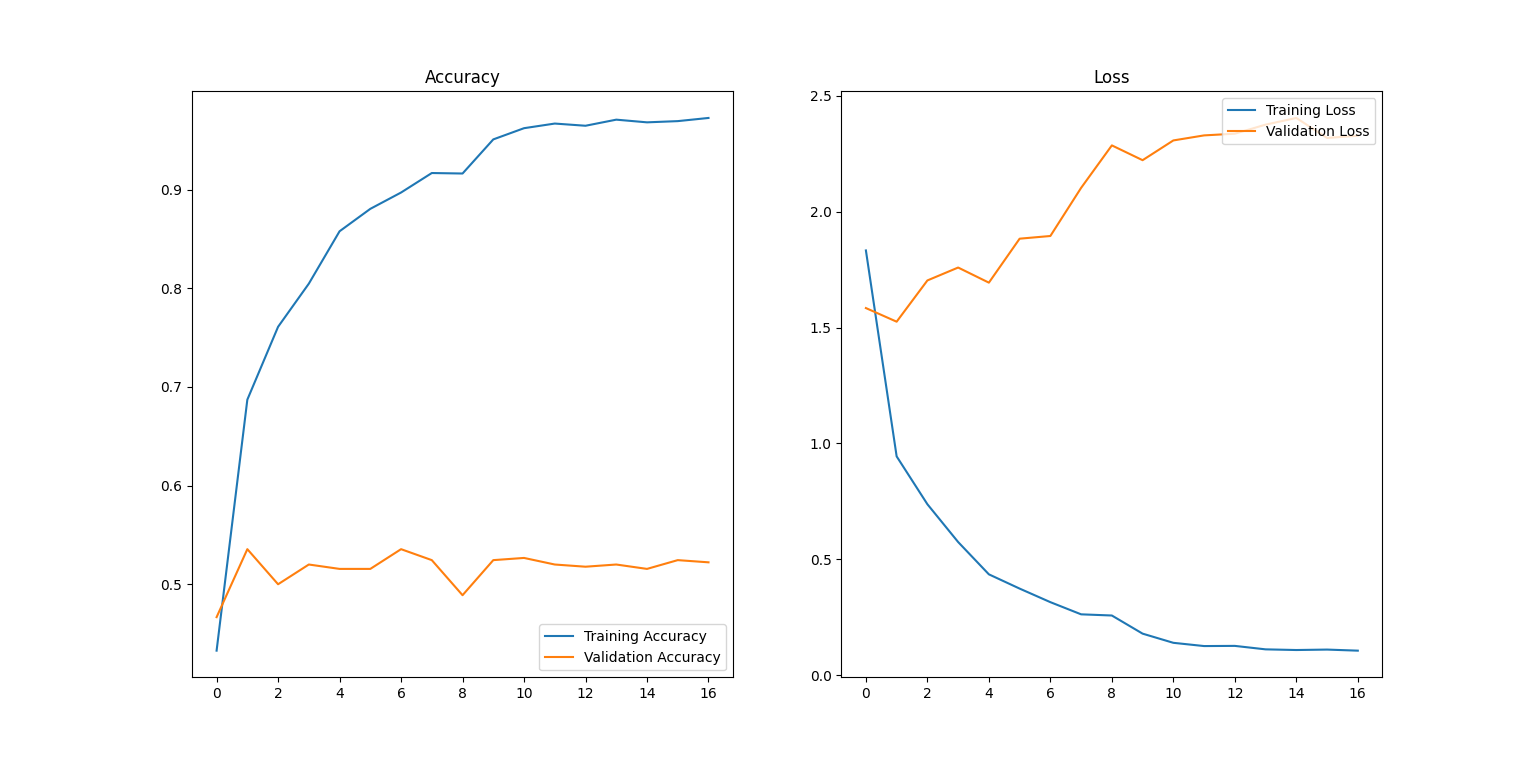 Accuracy
0.9
0.8
0.7
0.6
0.5
0 2 4 6 8 10 12 14 16
Training Accuracy
Validation Accuracy
Loss
2.5
2.0
1.5
1.0
0.5
0.0
0 2 4 6 8 10 12 14 16
Training Loss
Validation Loss